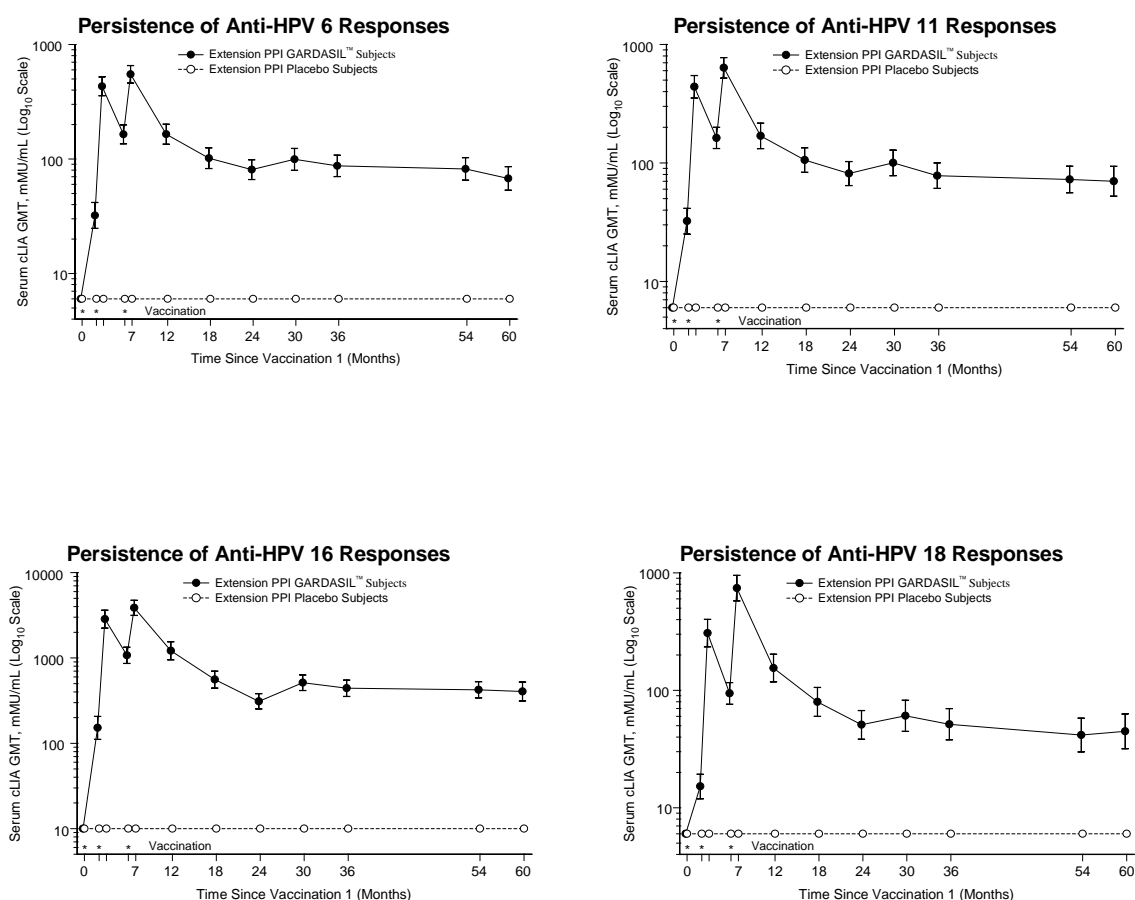 Persistence of Anti-HPV 6 Responses
Extension PPI GARDASIL™ Subjects
Extension PPI Placebo Subjects
Serum cLIA GMT, mMU/mL (Log10 Scale)
1000
100
10
* * * Vaccination
0 7 12 18 24 30 36 54 60
Time Since Vaccination 1 (Months)
Persistence of Anti-HPV 11 Responses
Extension PPI GARDASIL™ Subjects
Extension PPI Placebo Subjects
Serum cLIA GMT, mMU/mL (Log10 Scale)
1000
100
10
* * * Vaccination
0 7 12 18 24 30 36 54 60
Time Since Vaccination 1 (Months)
Persistence of Anti-HPV 16 Responses
Extension PPI GARDASIL™ Subjects
Extension PPI Placebo Subjects
Serum cLIA GMT, mMU/mL (Log10 Scale)
10000
1000
100
10
* * * Vaccination
0 7 12 18 24 30 36 54 60
Time Since Vaccination 1 (Months)
Persistence of Anti-HPV 18 Responses
Extension PPI GARDASIL™ Subjects
Extension PPI Placebo Subjects
Serum cLIA GMT, mMU/mL (Log10 Scale)
1000
100
10
* * * Vaccination
0 7 12 18 24 30 36 54 60
Time Since Vaccination 1 (Months)